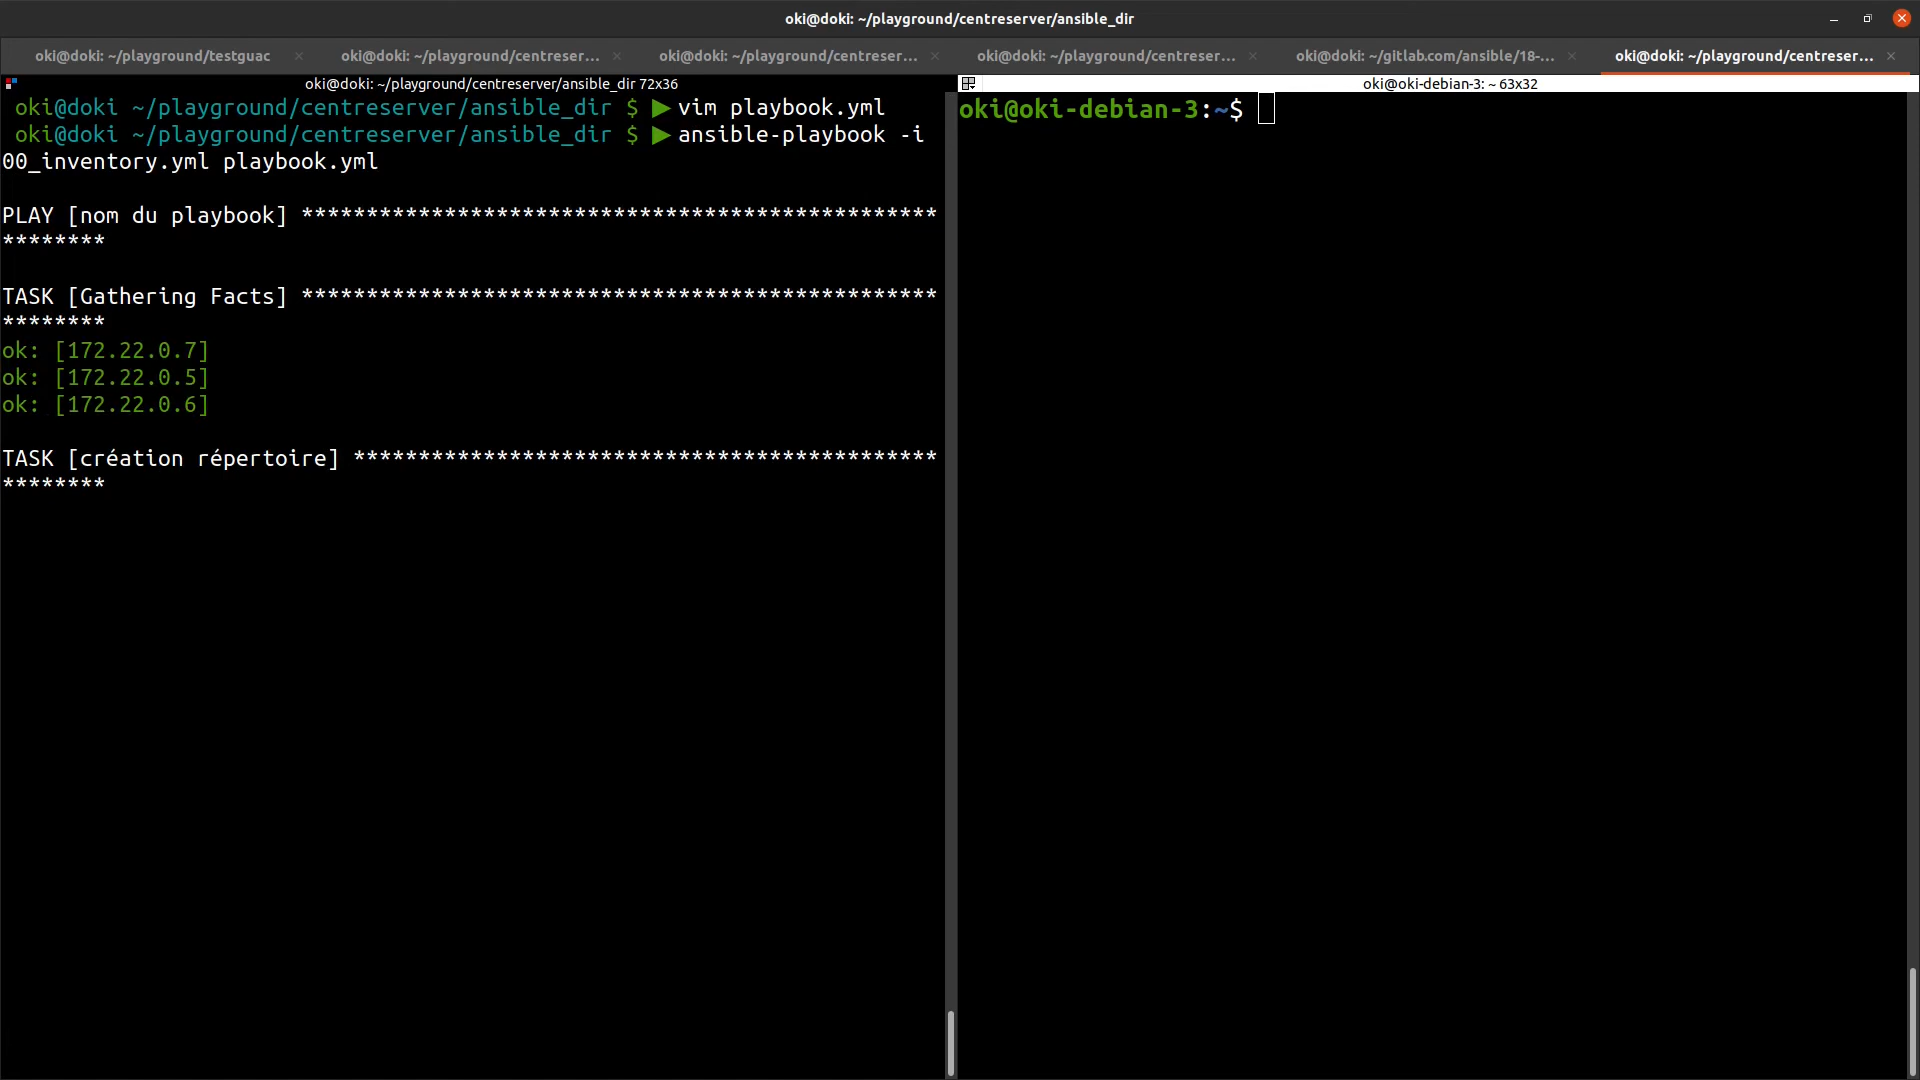 oki@doki: ~/playground/centreserver/ansible_dir
oki@doki: ~/playground/testguac
oki@doki: ~/playground/centreser...
oki@doki: ~/playground/centreser...
oki@doki: ~/playground/centreser...
oki@doki: ~/gitlab.com/ansible/18-...
oki@doki: ~/playground/centreser...
oki@doki: ~/playground/centreserver/ansible_dir 72x36
oki@doki ~/playground/centreserver/ansible_dir $ ▶vim playbook.yml
oki@doki ~/playground/centreserver/ansible_dir $ ▶ansible-playbook -i
00_inventory.yml playbook.yml
PLAY [nom du playbook] *************************************************
********
TASK [Gathering Facts] *************************************************
********
ok: [172.22.0.7]
ok: [172.22.0.5]
ok: [172.22.0.6]
TASK [création répertoire] *********************************************
********
oki@oki-debian-3: ~ 63x32
oki@oki-debian-3:~$